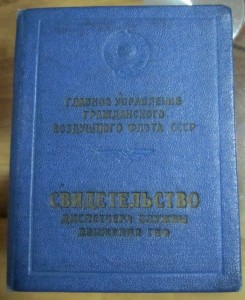 ГЛАВНОЕ УПРАВЛЕНИЕ
ГРАЖДАНСКОГО
ВОЗДУШНОГО ФЛОТА СССР
СВИДЕТЕЛЬСТВО
ДИСПЕТЧЕРА СЛУЖБЫ
ДВИЖЕНИЯ ГВФ